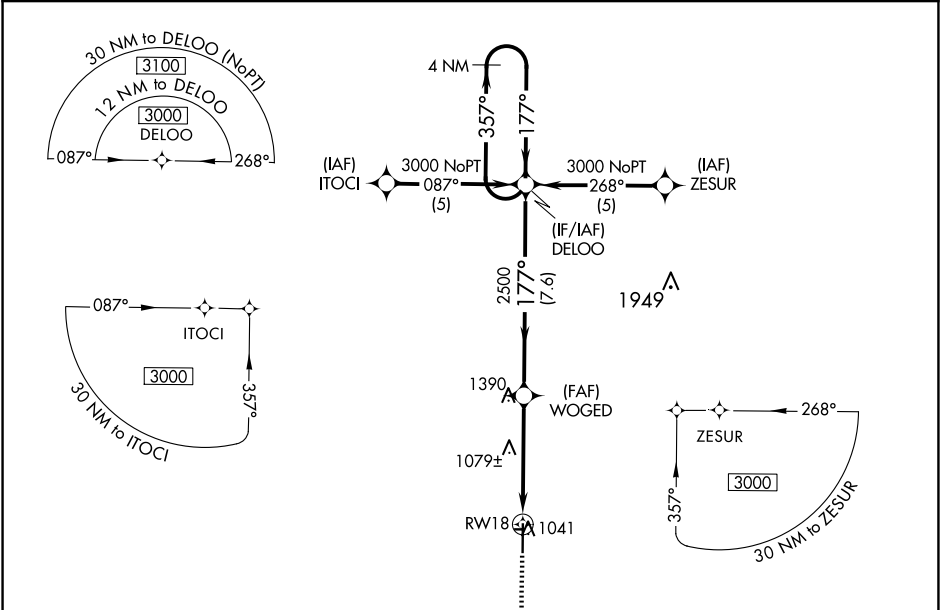 30 NM to DELOO (NoPT)
3100
12 NM to DELOO
3000
DELOO
087°
268°
4 NM
357°
177°
(IAF)
ITOCI
3000 NoPT
087°
(5)
3000 NoPT
268°
(5)
(IAF)
ZESUR
(IF/IAF)
DELOO
2500
177°
(7.6)
1949
087°
ITOCI
3000
357°
30 NM to ITOCI
1390
(FAF)
WOGED
1079±
RW18
1041
268°
ZESUR
3000
357°
30 NM to ZESUR